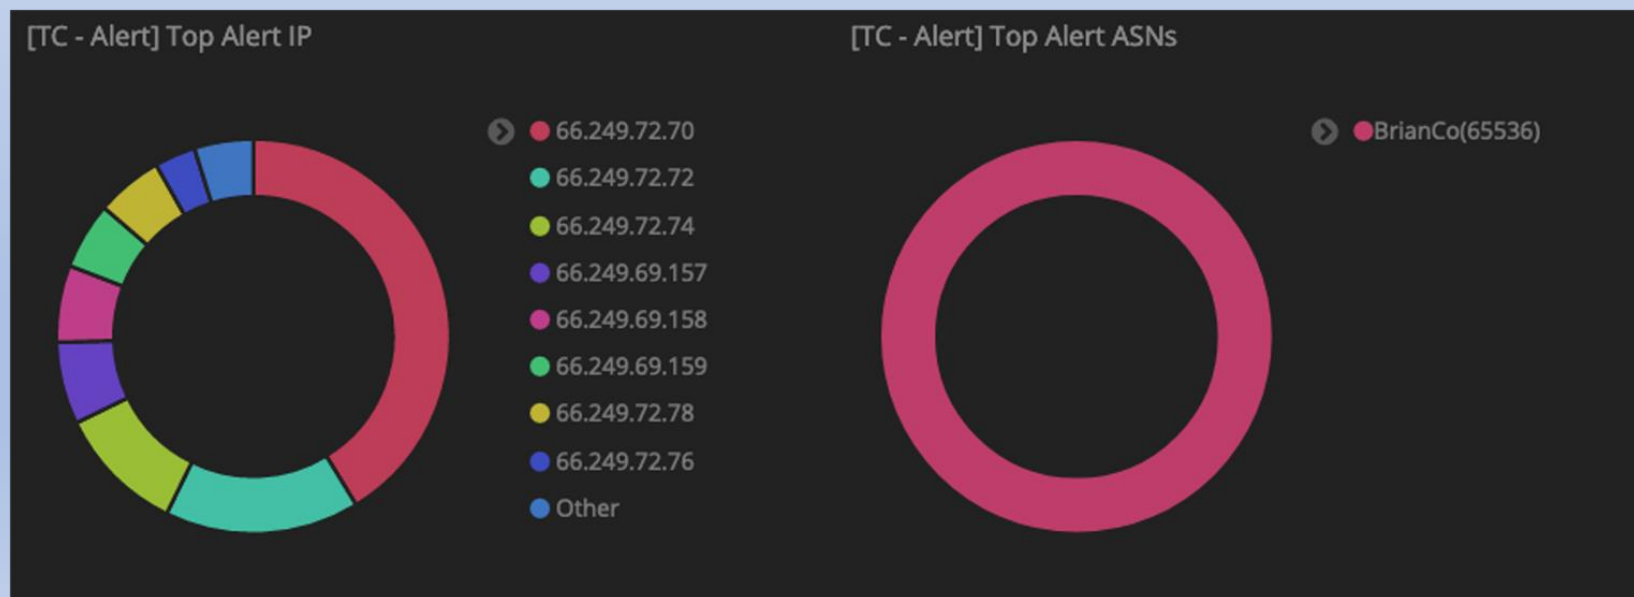 [TC - Alert] Top Alert IP
66.249.72.70
66.249.72.72
66.249.72.74
66.249.69.157
66.249.69.158
66.249.69.159
66.249.72.78
66.249.72.76
Other
[TC - Alert] Top Alert ASNs
BrianCo(65536)